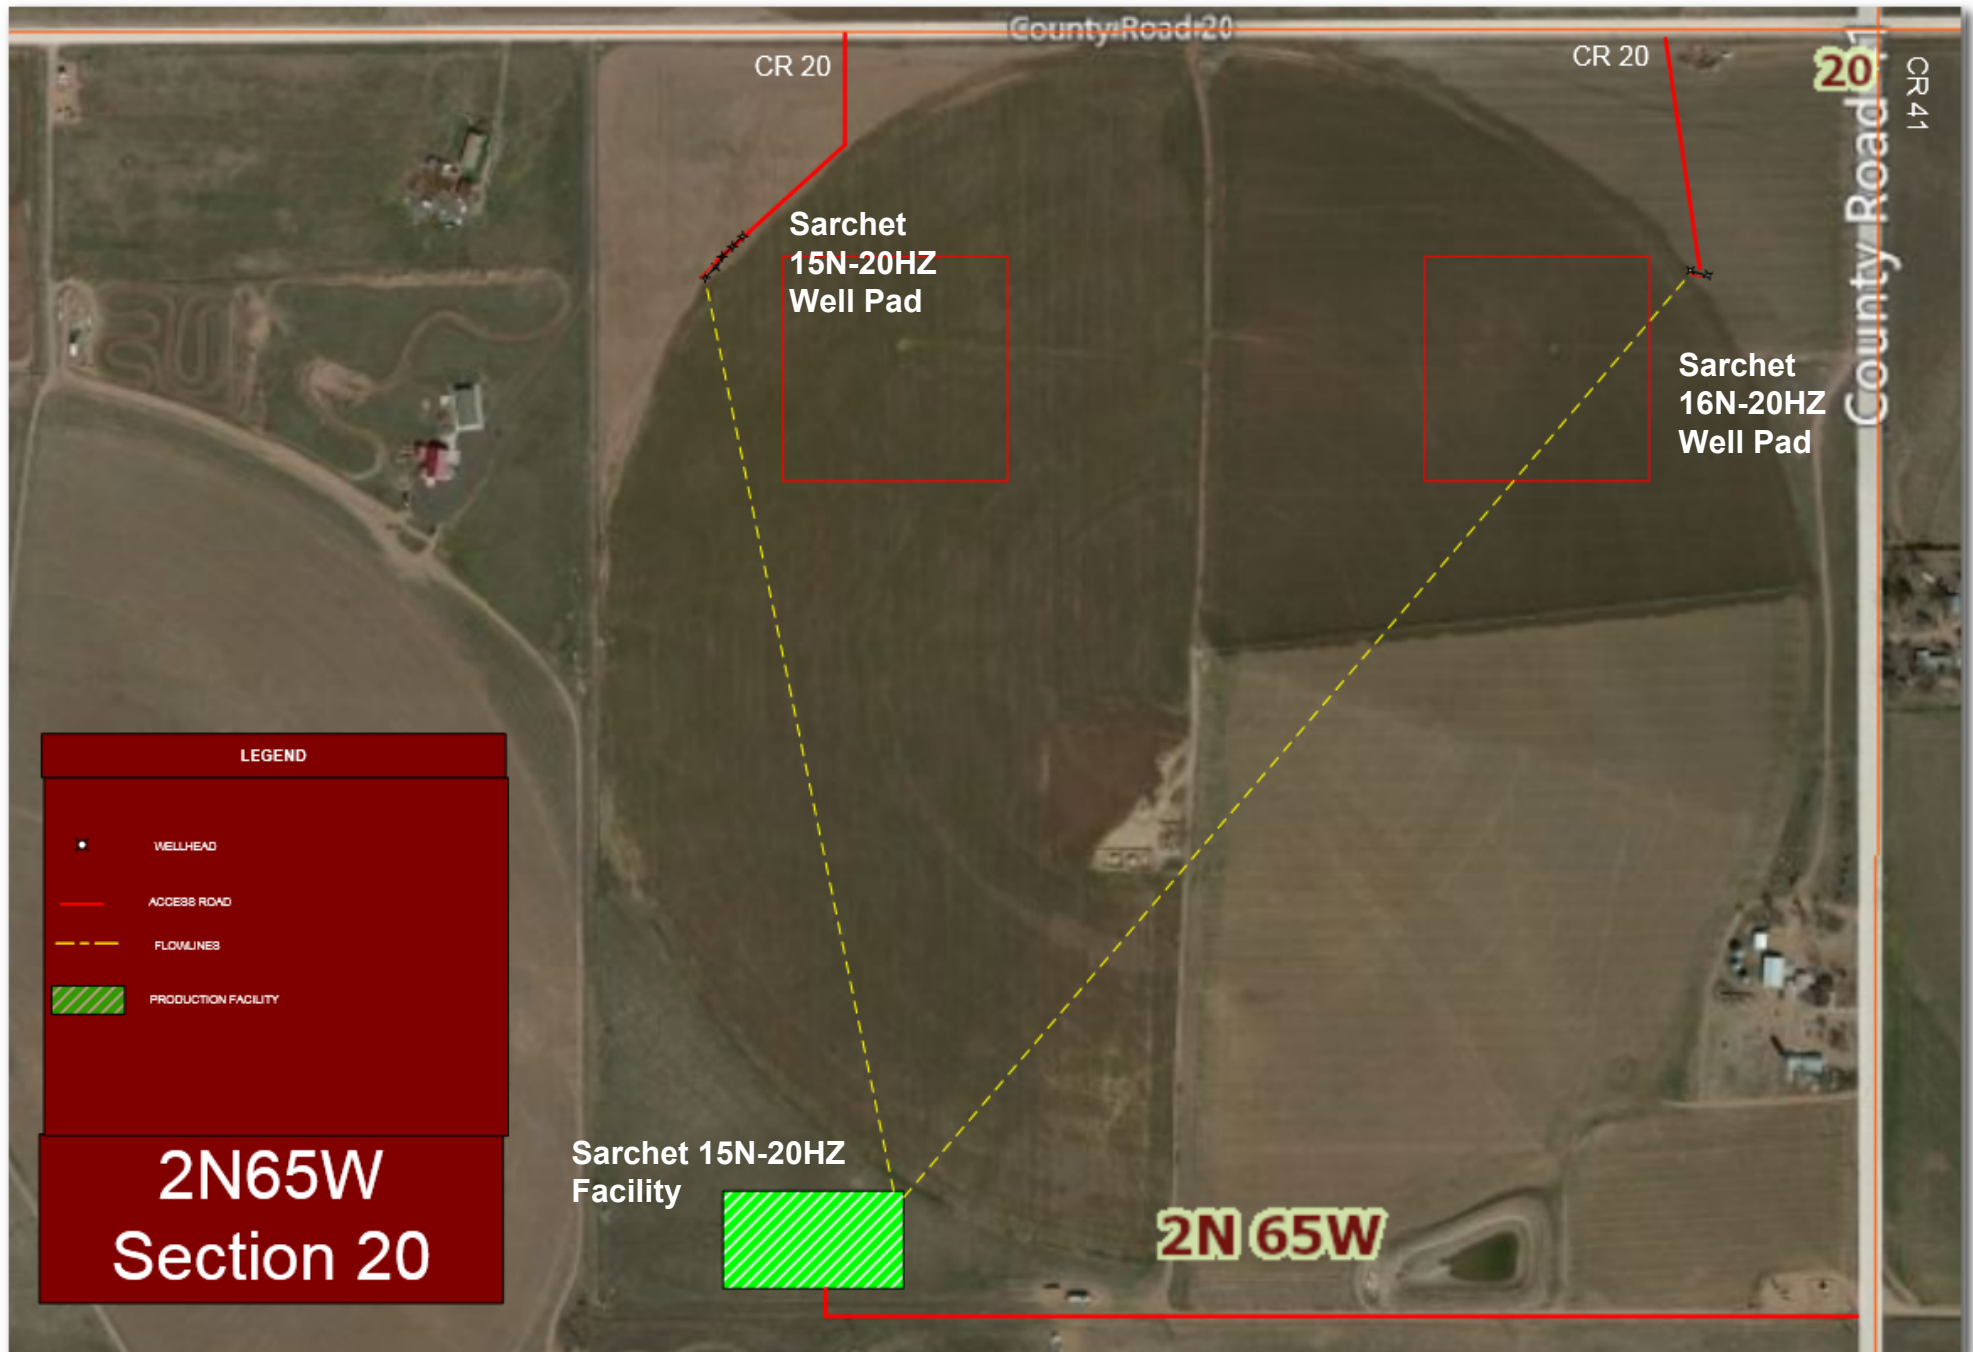 County Road 20
CR 20
CR 20
20
CR 41
County Road
Sarchet
15N-20HZ
Well Pad
Sarchet
16N-20HZ
Well Pad
LEGEND
WELLHEAD
ACCESS ROAD
FLOWLINES
PRODUCTION FACILITY
2N65W
Section 20
Sarchet 15N-20HZ
Facility
2N 65W